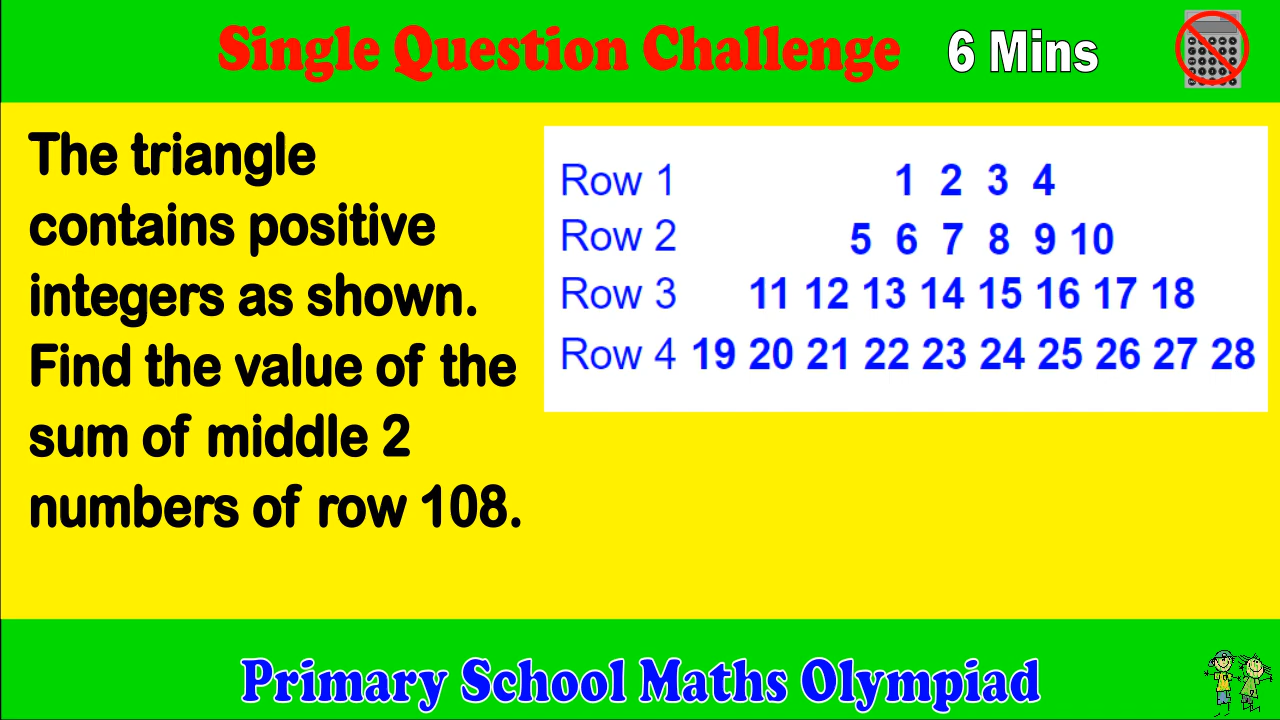 Single Question Challenge 6 Mins
The triangle
contains positive
integers as shown.
Find the value of the
sum of middle 2
numbers of row 108.
Row 1 1 2 3 4
Row 2 5 6 7 8 9 10
Row 3 11 12 13 14 15 16 17 18
Row 4 19 20 21 22 23 24 25 26 27 28
Primary School Maths Olympiad